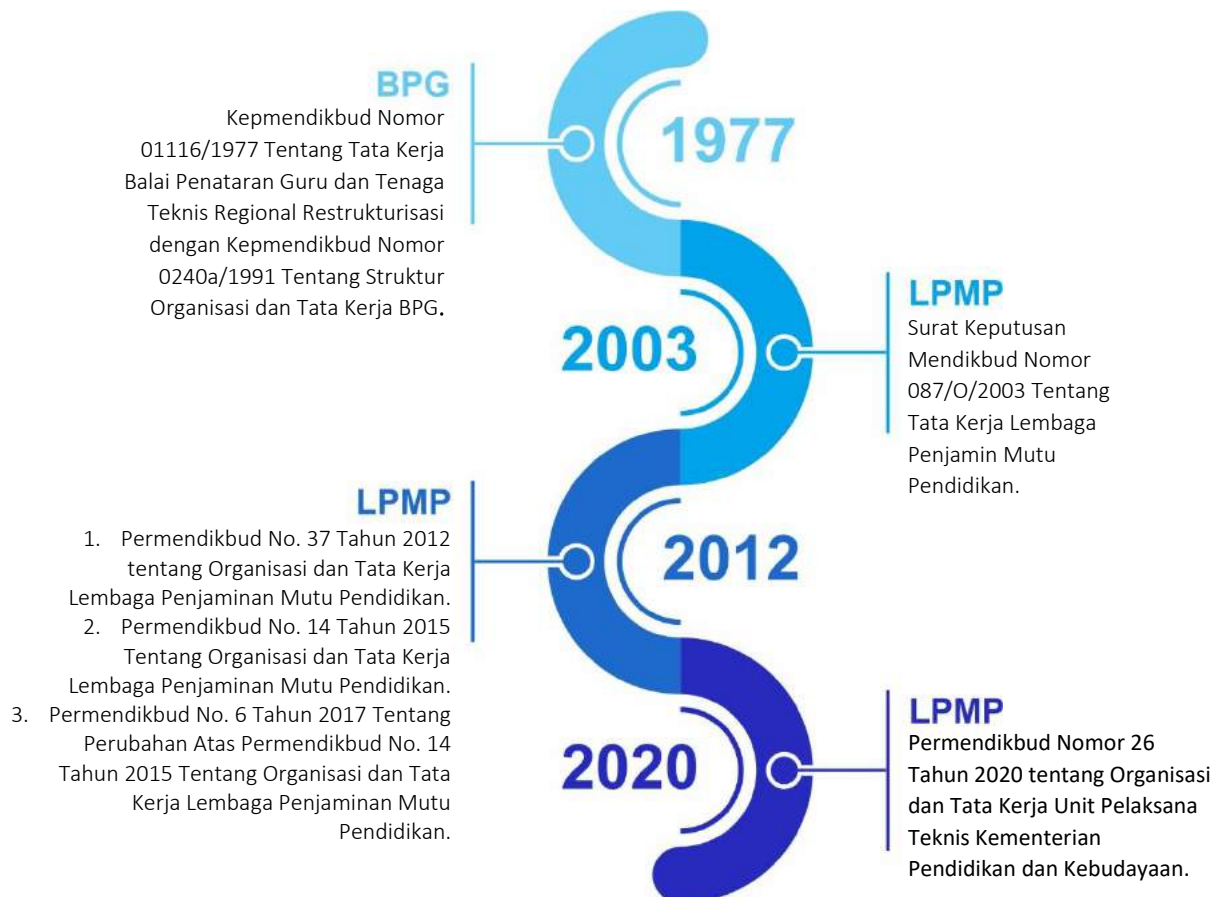 BPG
Kepmendikbud Nomor
01116/1977 Tentang Tata Kerja
Balai Penataran Guru dan Tenaga
Teknis Regional Restrukturisasi
dengan Kepmendikbud Nomor
0240a/1991 Tentang Struktur
Organisasi dan Tata Kerja BPG.
1977
2003
LPMP
Surat Keputusan
Mendikbud Nomor
087/O/2003 Tentang
Tata Kerja Lembaga
Penjamin Mutu
Pendidikan.
LPMP
1. Permendikbud No. 37 Tahun 2012
tentang Organisasi dan Tata Kerja
Lembaga Penjaminan Mutu Pendidikan.
2. Permendikbud No. 14 Tahun 2015
Tentang Organisasi dan Tata Kerja
Lembaga Penjaminan Mutu Pendidikan.
3. Permendikbud No. 6 Tahun 2017 Tentang
Perubahan Atas Permendikbud No. 14
Tahun 2015 Tentang Organisasi dan Tata
Kerja Lembaga Penjaminan Mutu
Pendidikan.
2012
2020
LPMP
Permendikbud Nomor 26
Tahun 2020 tentang Organisasi
dan Tata Kerja Unit Pelaksana
Teknis Kementerian
Pendidikan dan Kebudayaan.